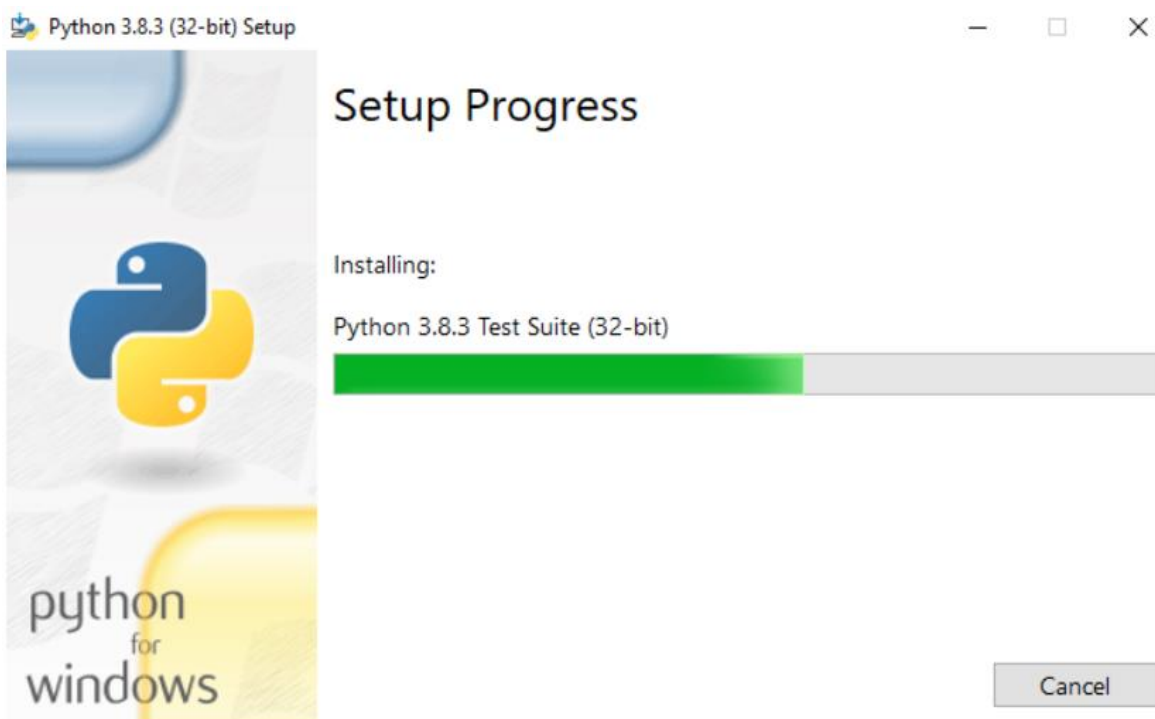 Python 3.8.3 (32-bit) Setup
Setup Progress
Installing:
Python 3.8.3 Test Suite (32-bit)
python
for
windows
Cancel